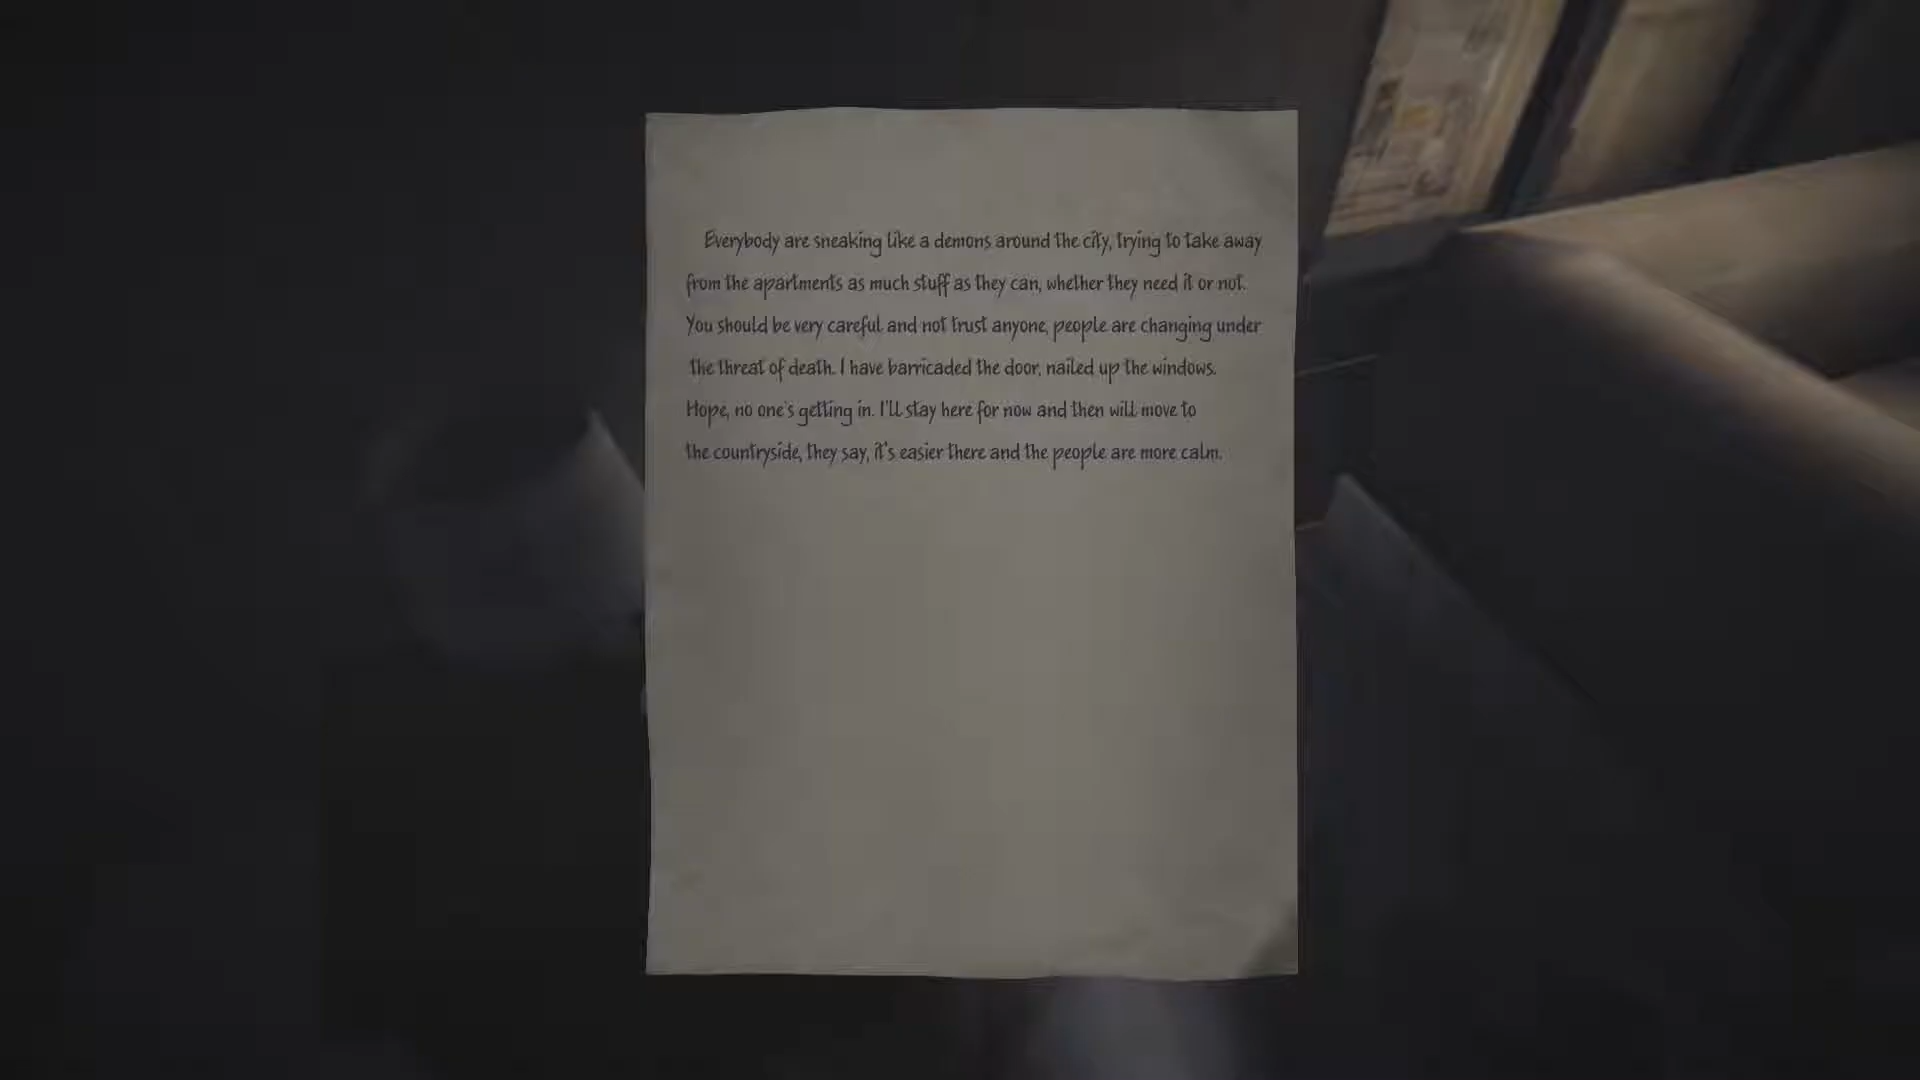 Everybody are sneaking like a demons around the city, trying to take away
from the apartments as much stuff as they can, whether they need it or not.
You should be very careful and not trust anyone, people are changing under
the threat of death. I have barricaded the door, nailed up the windows.
Hope, no one's getting in. I'll stay here for now and then will move to
the countryside, they say, it's easier there and the people are more calm.